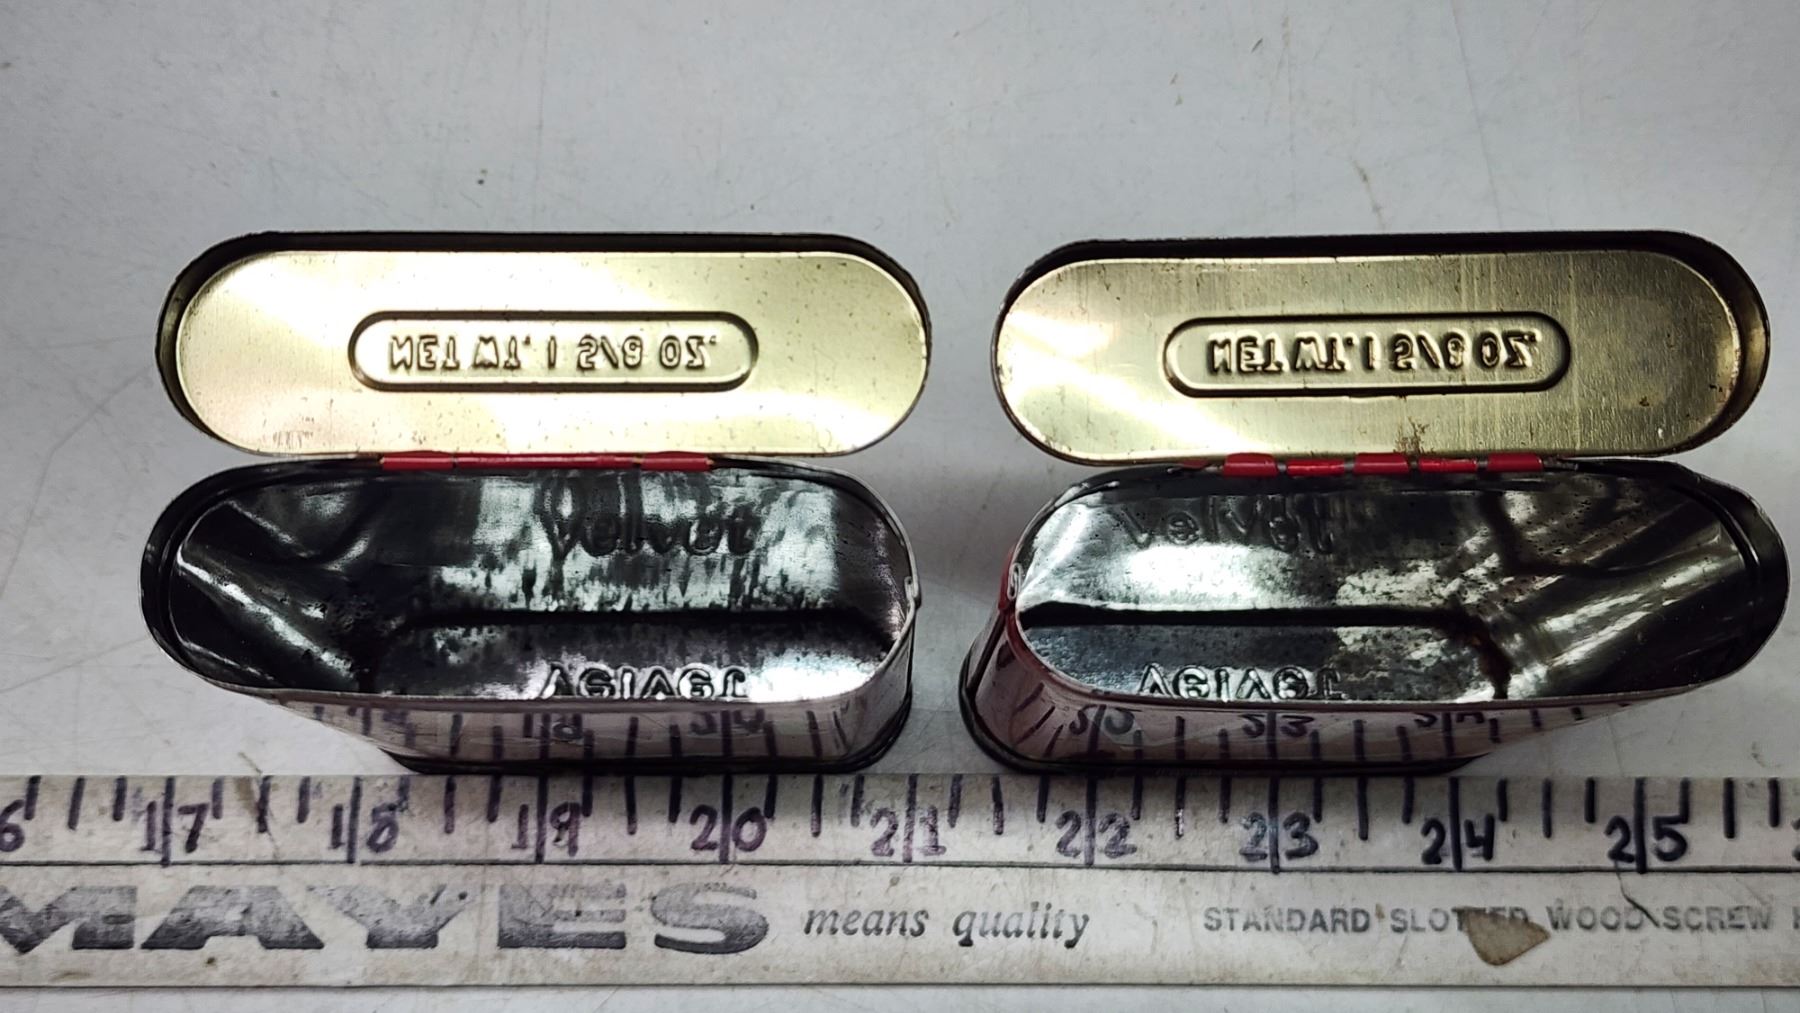 NET WT. 1 5/8 OZ.
NET WT. 1 5/8 OZ.
velvet
velvet
velvet
velvet
6 17 18 19 20 21 22 23 24 25
MAYES means quality STANDARD SLOTTED WOOD SCREW